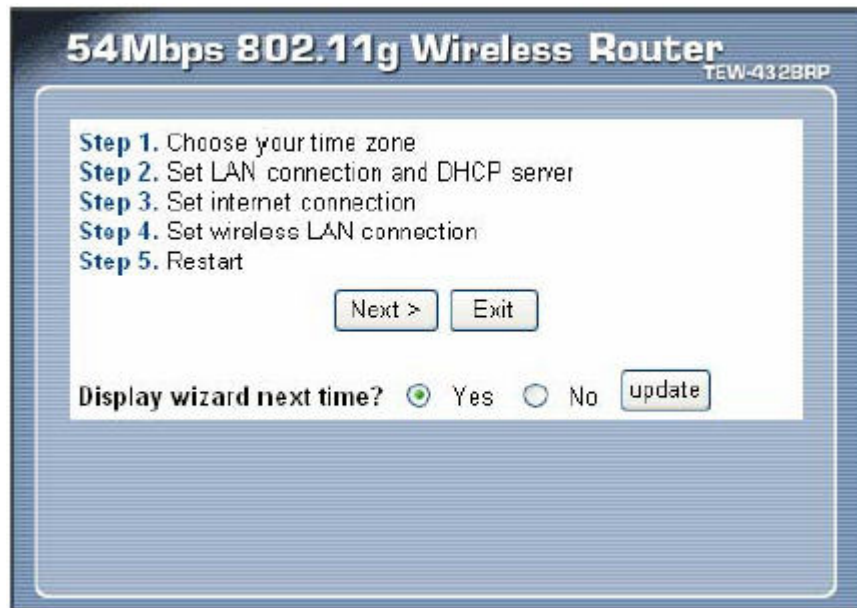 54Mbps 802.11g Wireless Router
TEW-432BRP
Step 1. Choose your time zone
Step 2. Set LAN connection and DHCP server
Step 3. Set internet connection
Step 4. Set wireless LAN connection
Step 5. Restart
Next > Exit
Display wizard next time? Yes No update